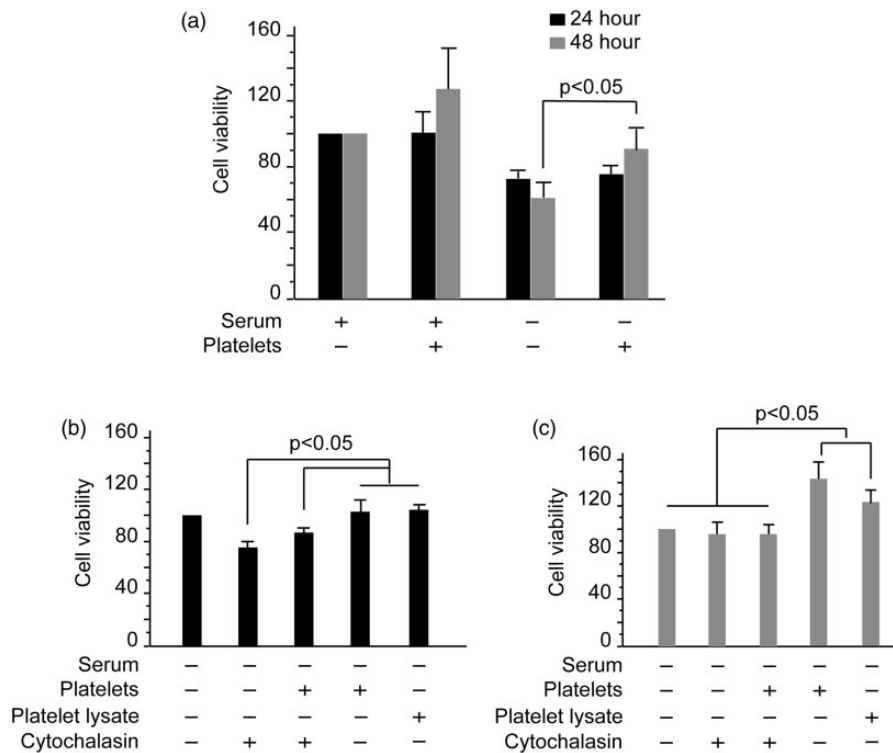 (a)
24 hour
48 hour
160
120
80
40
0
Cell viability
p<0.05
Serum + + − −
Platelets − + − +
(b)
160
120
80
40
0
Cell viability
p<0.05
Serum − − − − −
Platelets − − + + −
Platelet lysate − − − − +
Cytochalasin − + + − −
(c)
160
120
80
40
0
Cell viability
p<0.05
Serum − − − − −
Platelets − − + + −
Platelet lysate − − − − +
Cytochalasin − + + − −